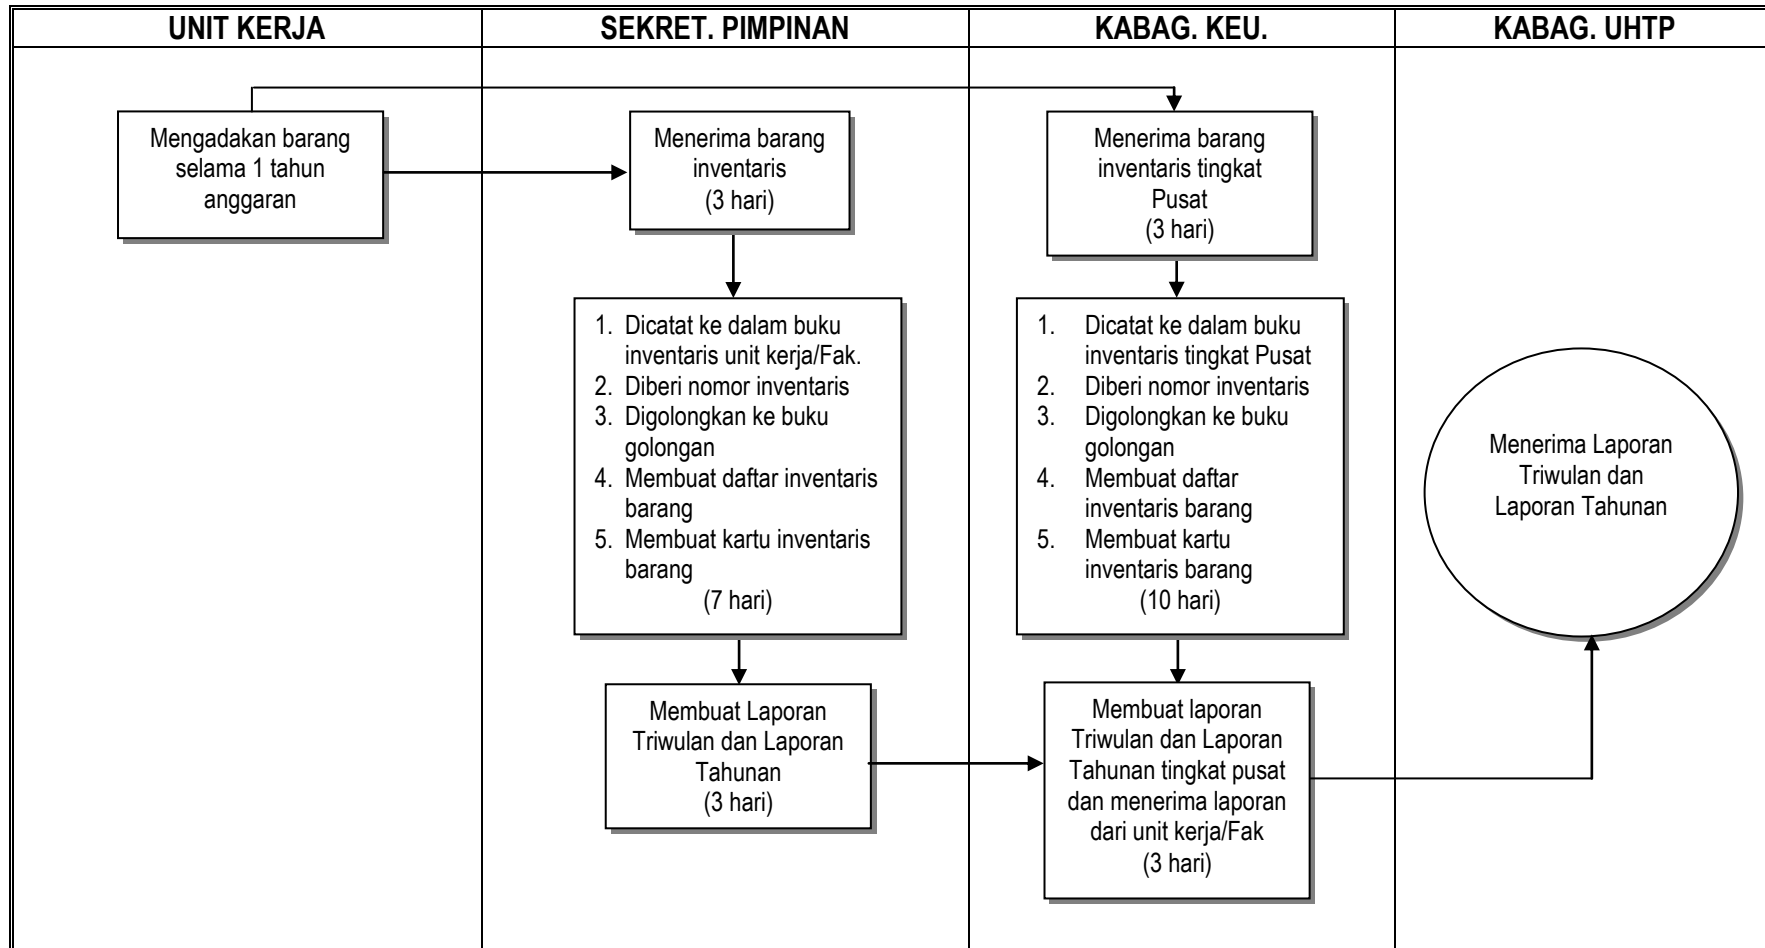 UNIT KERJA
SEKRET. PIMPINAN
KABAG. KEU.
KABAG. UHTP
Mengadakan barang
selama 1 tahun
anggaran
Menerima barang
inventaris
(3 hari)
Menerima barang
inventaris tingkat
Pusat
(3 hari)
1. Dicatat ke dalam buku
inventaris unit kerja/Fak.
2. Diberi nomor inventaris
3. Digolongkan ke buku
golongan
4. Membuat daftar inventaris
barang
5. Membuat kartu inventaris
barang
(7 hari)
1. Dicatat ke dalam buku
inventaris tingkat Pusat
2. Diberi nomor inventaris
3. Digolongkan ke buku
golongan
4. Membuat daftar
inventaris barang
5. Membuat kartu
inventaris barang
(10 hari)
Menerima Laporan
Triwulan dan
Laporan Tahunan
Membuat Laporan
Triwulan dan Laporan
Tahunan
(3 hari)
Membuat laporan
Triwulan dan Laporan
Tahunan tingkat pusat
dan menerima laporan
dari unit kerja/Fak
(3 hari)